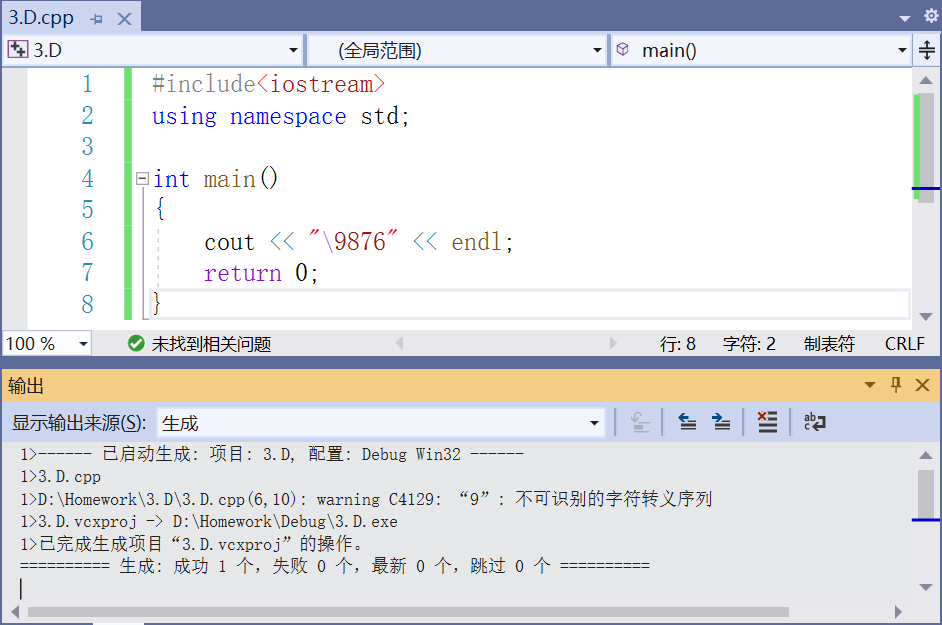 3.D.cpp
3.D (全局范围) main()
1 #include<iostream>
2 using namespace std;
3
4 int main()
5 {
6 cout << "\9876" << endl;
7 return 0;
8 }
100 % 未找到相关问题 行: 8 字符: 2 制表符 CRLF
输出
显示输出来源(S): 生成
1>------ 已启动生成: 项目: 3.D, 配置: Debug Win32 ------
1>3.D.cpp
1>D:\Homework\3.D\3.D.cpp(6,10): warning C4129: “9”: 不可识别的字符转义序列
1>3.D.vcxproj -> D:\Homework\Debug\3.D.exe
1>已完成生成项目“3.D.vcxproj”的操作。
========== 生成: 成功 1 个，失败 0 个，最新 0 个，跳过 0 个 ==========